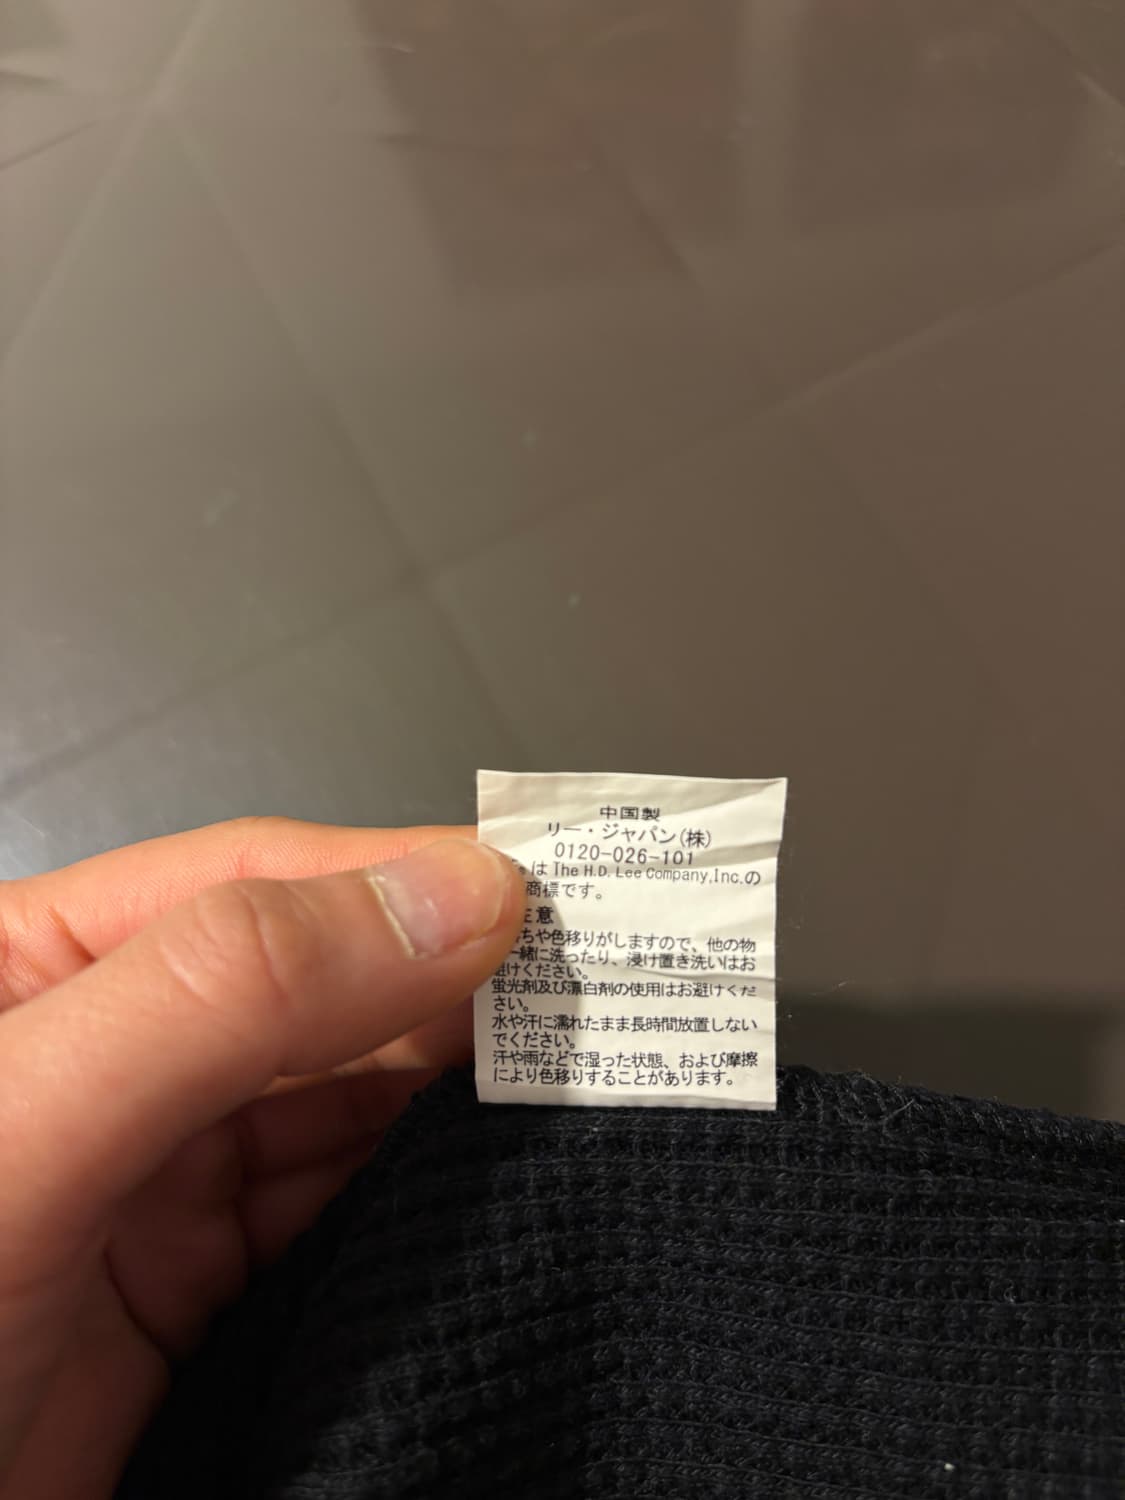 中国製
リー・ジャパン(株)
0120-026-101
は The H.D. Lee Company,Inc.の
商標です。
注意
ちや色移りがしますので、他の物
一緒に洗ったり、浸け置き洗いはお
避けください。
蛍光剤及び漂白剤の使用はお避けくだ
さい。
水や汗に濡れたまま長時間放置しない
でください。
汗や雨などで湿った状態、および摩擦
により色移りすることがあります。